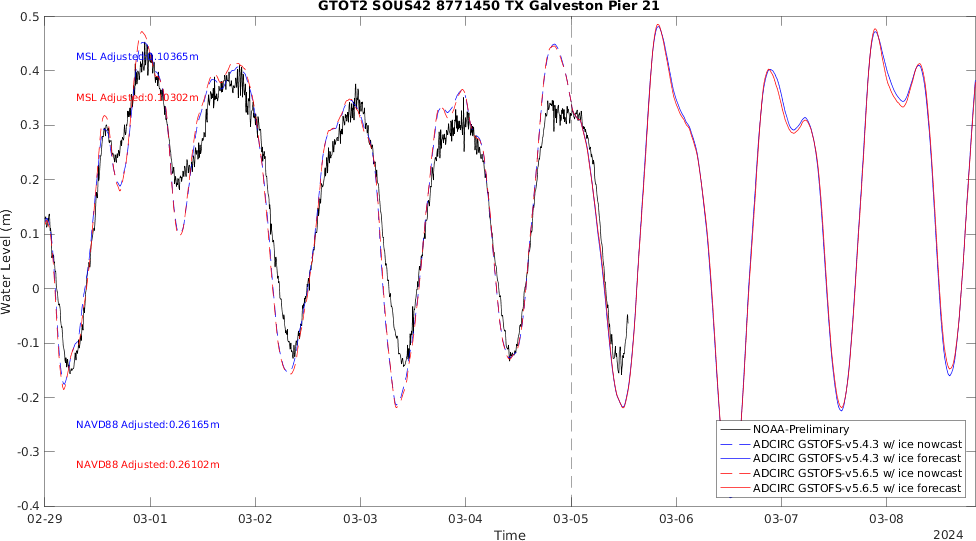 GTOT2 SOUS42 8771450 TX Galveston Pier 21
0.5
0.4
0.3
0.2
0.1
0
-0.1
-0.2
-0.3
-0.4
Water Level (m)
MSL Adjusted:0.10365m
MSL Adjusted:0.10302m
NAVD88 Adjusted:0.26165m
NAVD88 Adjusted:0.26102m
NOAA-Preliminary
ADCIRC GSTOFS-v5.4.3 w/ ice nowcast
ADCIRC GSTOFS-v5.4.3 w/ ice forecast
ADCIRC GSTOFS-v5.6.5 w/ ice nowcast
ADCIRC GSTOFS-v5.6.5 w/ ice forecast
02-29 03-01 03-02 03-03 03-04 03-05 03-06 03-07 03-08
Time
2024